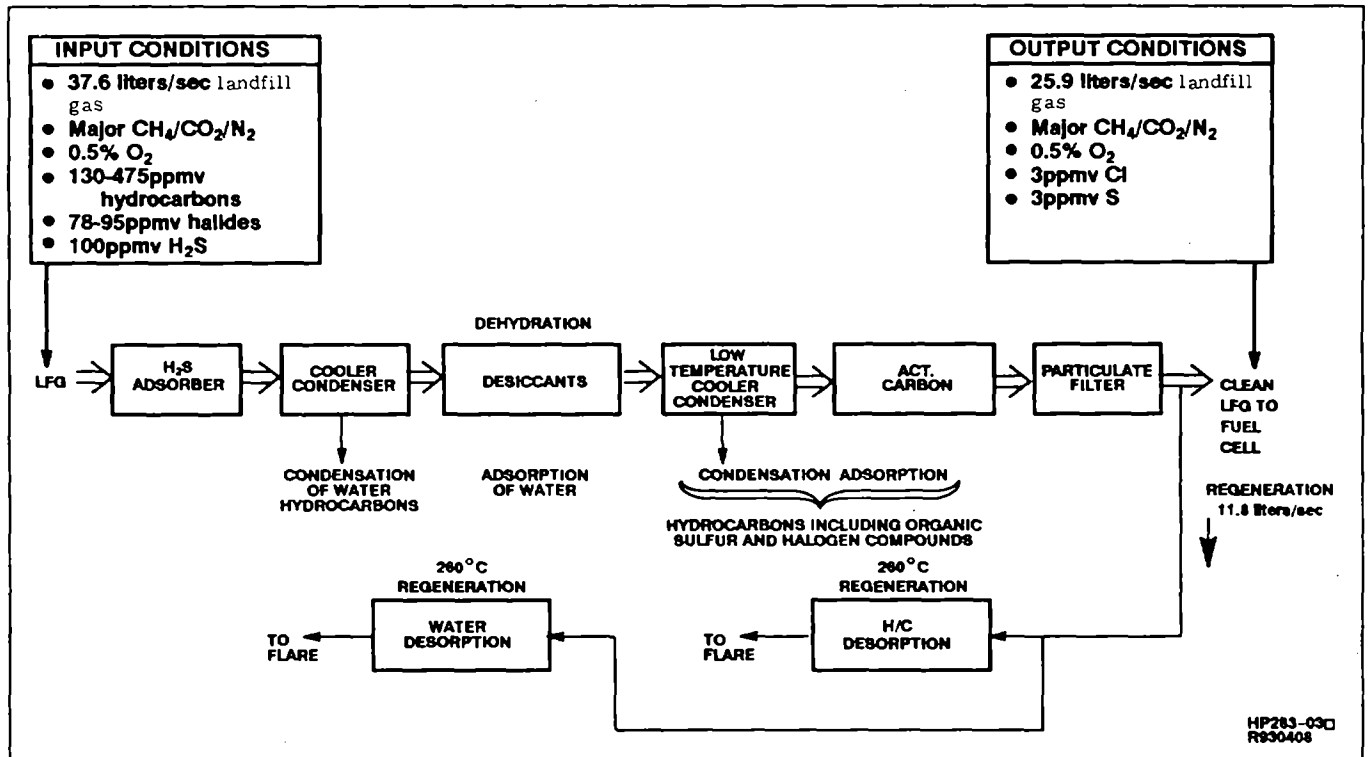 INPUT CONDITIONS
• 37.6 liters/sec landfill
gas
• Major CH₄/CO₂/N₂
• 0.5% O₂
• 130-475ppmv
hydrocarbons
• 78-95ppmv halides
• 100ppmv H₂S
OUTPUT CONDITIONS
• 25.9 liters/sec landfill
gas
• Major CH₄/CO₂/N₂
• 0.5% O₂
• 3ppmv Cl
• 3ppmv S
LFG
H₂S
ADSORBER
COOLER
CONDENSER
DEHYDRATION
DESICCANTS
LOW
TEMPERATURE
COOLER
CONDENSER
ACT.
CARBON
PARTICULATE
FILTER
CLEAN
LFG TO
FUEL
CELL
CONDENSATION
OF WATER
HYDROCARBONS
ADSORPTION
OF WATER
CONDENSATION ADSORPTION
HYDROCARBONS INCLUDING ORGANIC
SULFUR AND HALOGEN COMPOUNDS
REGENERATION
11.8 liters/sec
260°C
REGENERATION
WATER
DESORPTION
TO
FLARE
260°C
REGENERATION
H/C
DESORPTION
TO
FLARE
HP283-03□
R930408